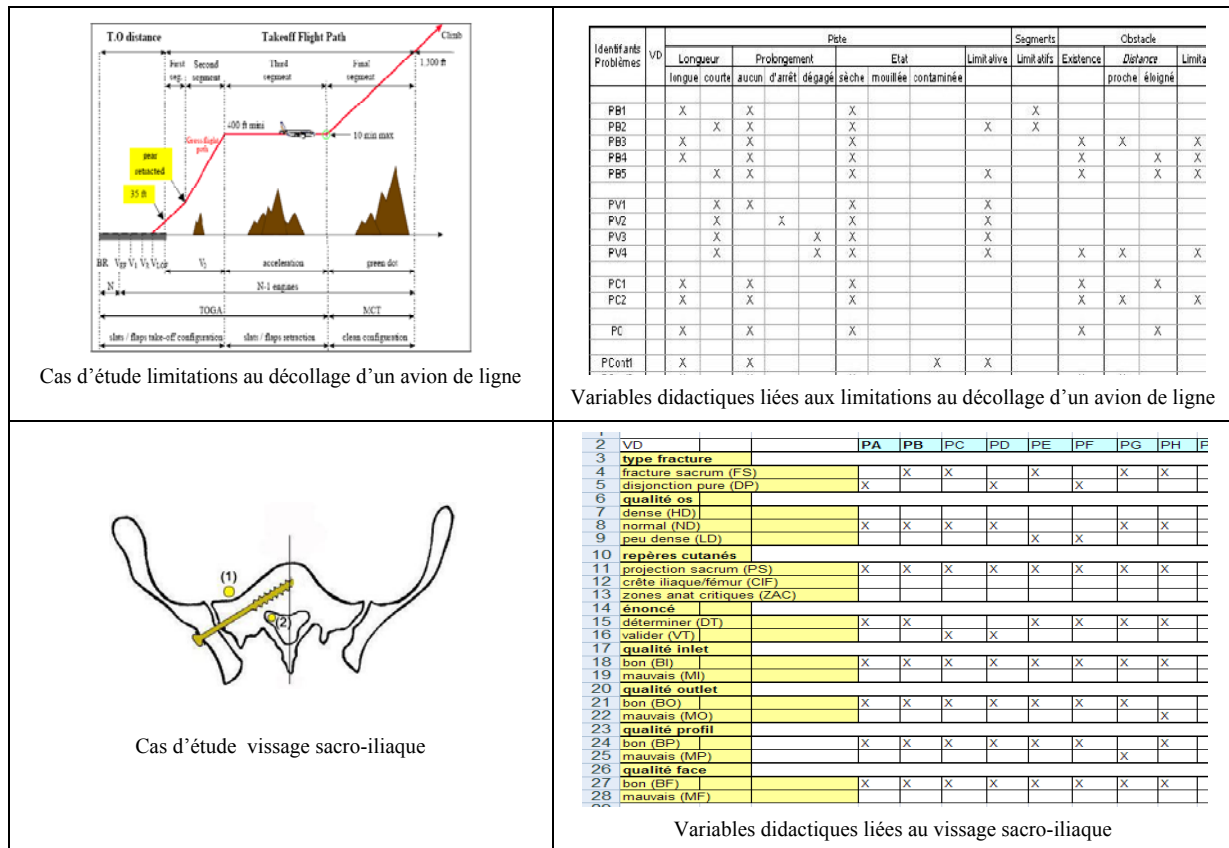 T.O distance Takeoff Flight Path Climb
First seg. Second segment Third segment Final segment 1,500 ft
400 ft mini
10 min max
Gross flight path
gear retracted
35 ft
BR V_EF V_1 V_R V_LOF V_2 acceleration green dot
N N-1 engines
TOGA MCT
slats / flaps take-off configuration slats / flaps retraction clean configuration
Cas d'étude limitations au décollage d'un avion de ligne
Identifiants Problèmes VD Piste Segments Obstacle
Longueur Prolongement Etat Limitative Limitatifs Existence Distance Limita
longue courte aucun d'arrêt dégagé sèche mouillée contaminée proche éloigné
PB1 X X X X
PB2 X X X X X
PB3 X X X X X X
PB4 X X X X X X
PB5 X X X X X X X
PV1 X X X X
PV2 X X X X
PV3 X X X X
PV4 X X X X X X X
PC1 X X X X X
PC2 X X X X X X
PC X X X X X
PCont1 X X X X
Variables didactiques liées aux limitations au décollage d'un avion de ligne
(1)
(2)
Cas d'étude vissage sacro-iliaque
2 VD PA PB PC PD PE PF PG PH
3 type fracture
4 fracture sacrum (FS) X X X X X
5 disjonction pure (DP) X X X
6 qualité os
7 dense (HD)
8 normal (ND) X X X X X X
9 peu dense (LD) X X
10 repères cutanés
11 projection sacrum (PS) X X X X X X X X
12 crête iliaque/fémur (CIF)
13 zones anat critiques (ZAC)
14 énoncé
15 déterminer (DT) X X X X X X
16 valider (VT) X X
17 qualité inlet
18 bon (BI) X X X X X X X X
19 mauvais (MI)
20 qualité outlet
21 bon (BO) X X X X X X X
22 mauvais (MO) X
23 qualité profil
24 bon (BP) X X X X X X X
25 mauvais (MP) X
26 qualité face
27 bon (BF) X X X X X X X X
28 mauvais (MF)
Variables didactiques liées au vissage sacro-iliaque